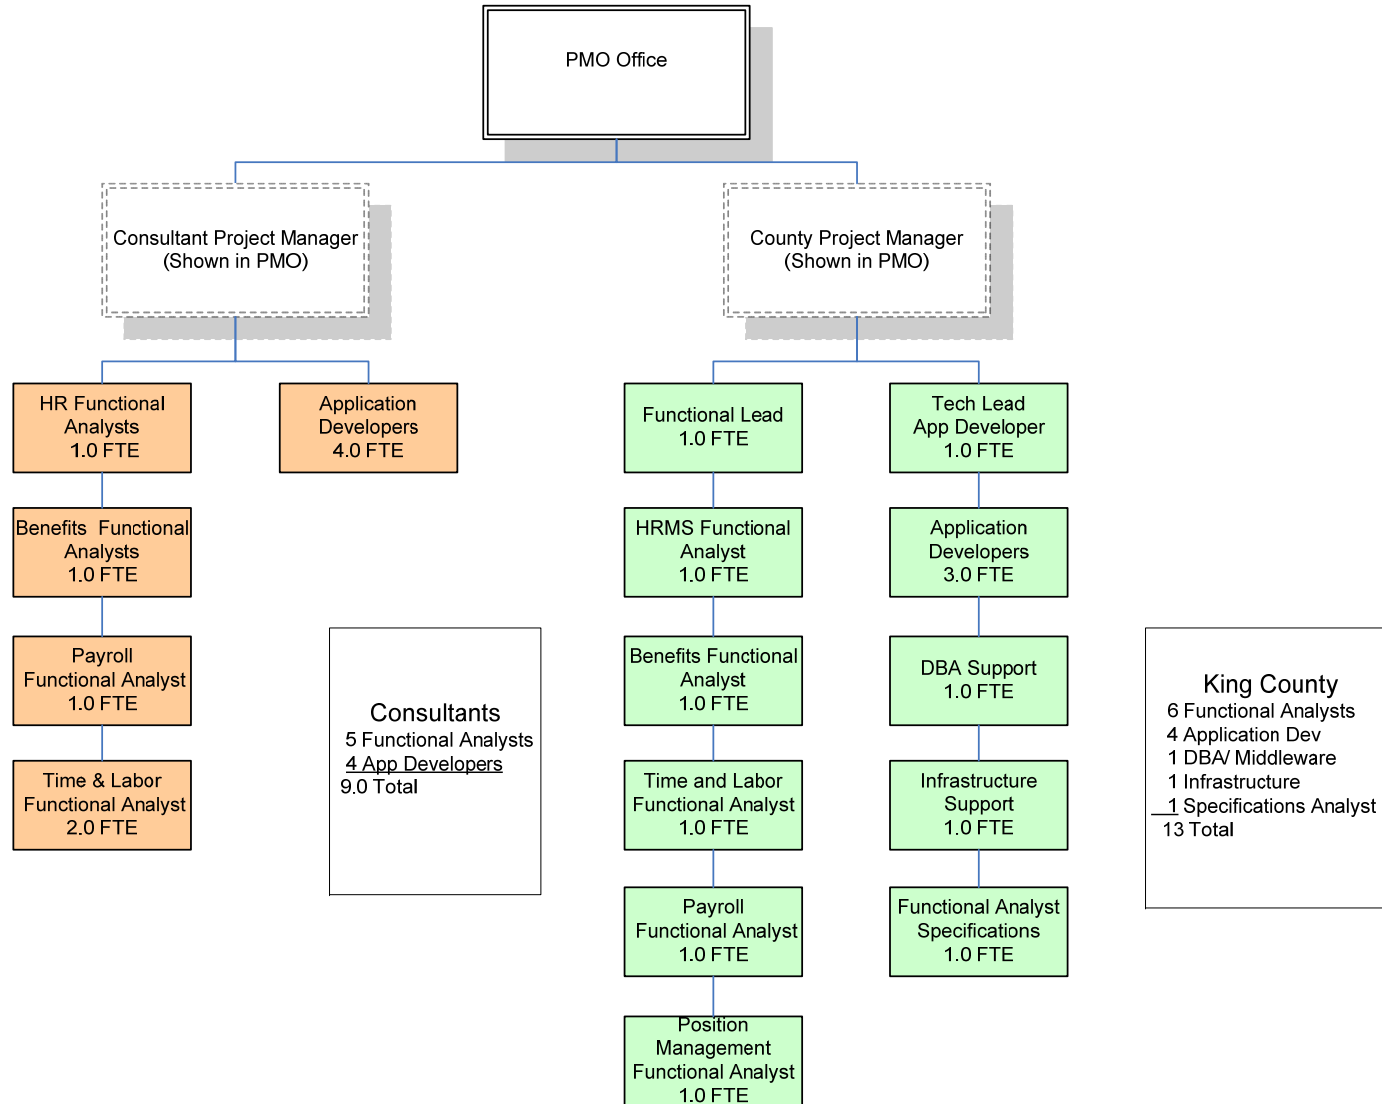 PMO Office
Consultant Project Manager
(Shown in PMO)
County Project Manager
(Shown in PMO)
HR Functional
Analysts
1.0 FTE
Application
Developers
4.0 FTE
Functional Lead
1.0 FTE
Tech Lead
App Developer
1.0 FTE
Benefits Functional
Analysts
1.0 FTE
HRMS Functional
Analyst
1.0 FTE
Application
Developers
3.0 FTE
Payroll
Functional Analyst
1.0 FTE
Benefits Functional
Analyst
1.0 FTE
DBA Support
1.0 FTE
Time & Labor
Functional Analyst
2.0 FTE
Consultants
5 Functional Analysts
4 App Developers
9.0 Total
Time and Labor
Functional Analyst
1.0 FTE
Infrastructure
Support
1.0 FTE
King County
6 Functional Analysts
4 Application Dev
1 DBA/ Middleware
1 Infrastructure
1 Specifications Analyst
13 Total
Payroll
Functional Analyst
1.0 FTE
Functional Analyst
Specifications
1.0 FTE
Position
Management
Functional Analyst
1.0 FTE